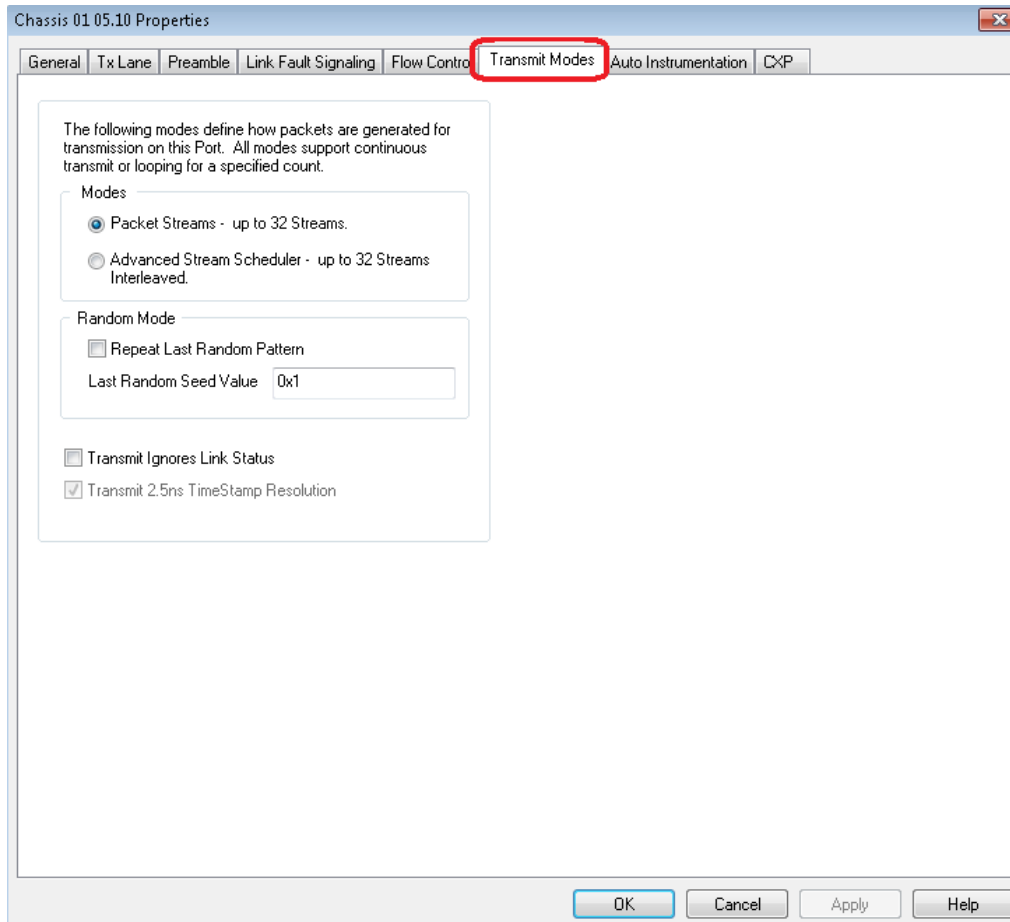 Chassis 01 05.10 Properties
General Tx Lane Preamble Link Fault Signaling Flow Contro Transmit Modes Auto Instrumentation CXP
The following modes define how packets are generated for
transmission on this Port. All modes support continuous
transmit or looping for a specified count.
Modes
Packet Streams - up to 32 Streams.
Advanced Stream Scheduler - up to 32 Streams
Interleaved.
Random Mode
Repeat Last Random Pattern
Last Random Seed Value 0x1
Transmit Ignores Link Status
Transmit 2.5ns TimeStamp Resolution
OK Cancel Apply Help